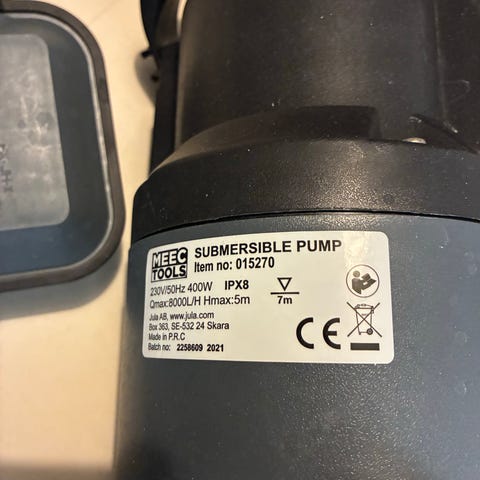 MEEC TOOLS
SUBMERSIBLE PUMP
Item no: 015270
230V/50Hz 400W IPX8 7m
Qmax:8000L/H Hmax:5m
Jula AB, www.jula.com
Box 363, SE-532 24 Skara
Made in P.R.C
Batch no: 2258609 2021
CE